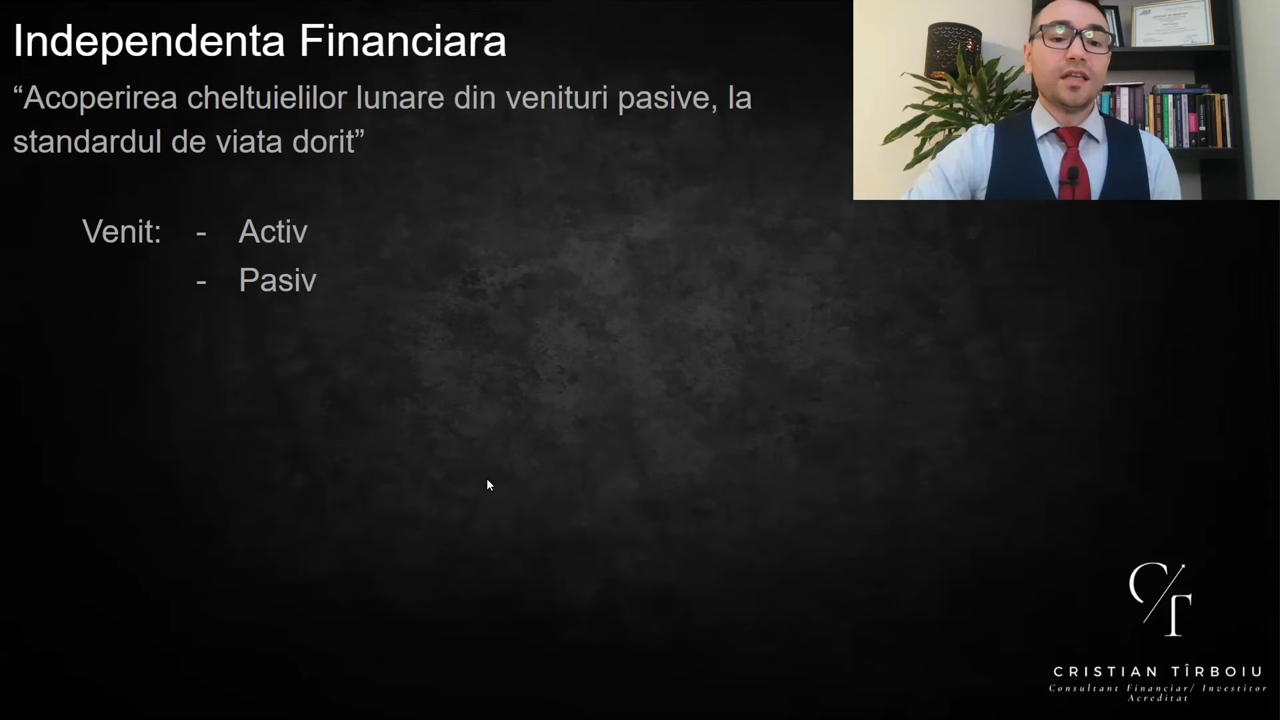 Independenta Financiara
“Acoperirea cheltuielilor lunare din venituri pasive, la
standardul de viata dorit”
Venit: - Activ
- Pasiv
CT
CRISTIAN TÎRBOIU
Consultant Financiar/ Investitor
Acreditat